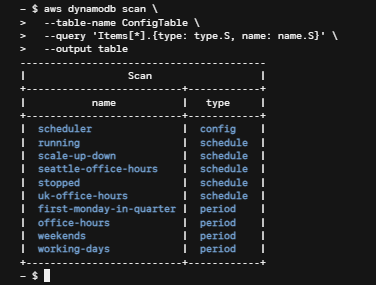 ~ $ aws dynamodb scan \
>   --table-name ConfigTable \
>   --query 'Items[*].{type: type.S, name: name.S}' \
>   --output table
---------------------------------------
|                Scan                 |
+-------------------------+-----------+
|          name           |   type    |
+-------------------------+-----------+
|  scheduler              |  config   |
|  running                |  schedule |
|  scale-up-down          |  schedule |
|  seattle-office-hours   |  schedule |
|  stopped                |  schedule |
|  uk-office-hours        |  schedule |
|  first-monday-in-quarter |  period   |
|  office-hours           |  period   |
|  weekends               |  period   |
|  working-days           |  period   |
+-------------------------+-----------+
~ $